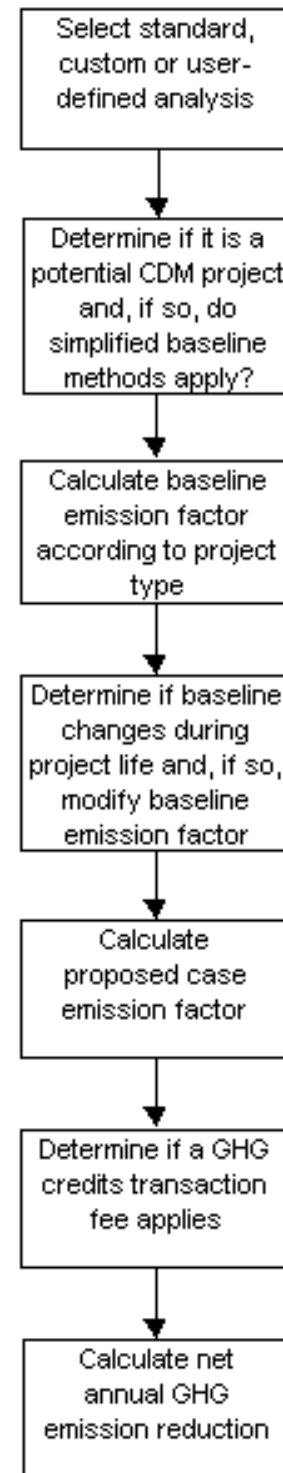 Select standard,
custom or user-
defined analysis
Determine if it is a
potential CDM project
and, if so, do
simplified baseline
methods apply?
Calculate baseline
emission factor
according to project
type
Determine if baseline
changes during
project life and, if so,
modify baseline
emission factor
Calculate
proposed case
emission factor
Determine if a GHG
credits transaction
fee applies
Calculate net
annual GHG
emission reduction